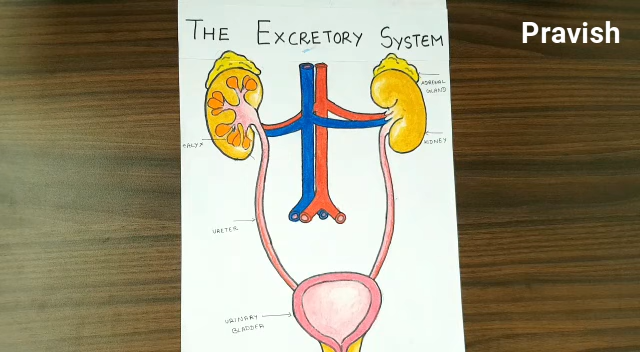 THE EXCRETORY SYSTEM
Pravish
ADRENAL
GLAND
CALYX
KIDNEY
URETER
URINARY
BLADDER